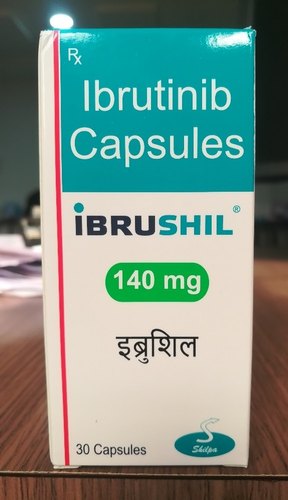 Rx
Ibrutinib
Capsules
iBRUSHIL®
140 mg
इब्रुशिल
30 Capsules
Shilpa